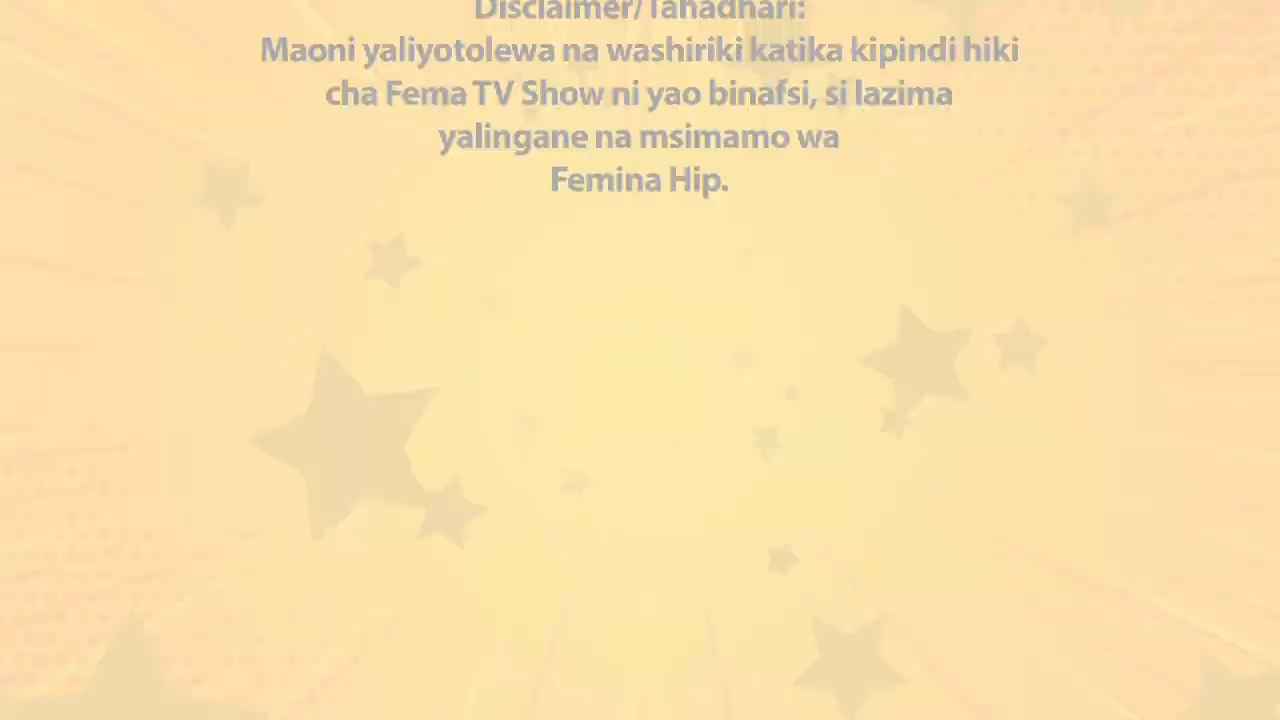 Disclaimer/Tahadhari:
Maoni yaliyotolewa na washiriki katika kipindi hiki
cha Fema TV Show ni yao binafsi, si lazima
yalingane na msimamo wa
Femina Hip.